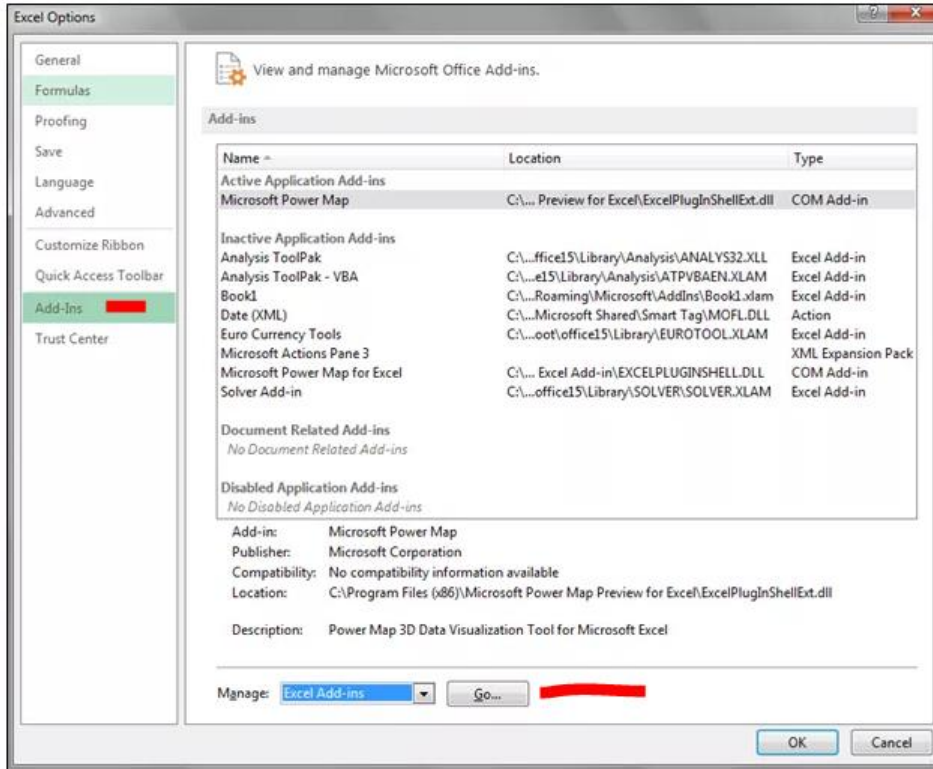 Excel Options
General
Formulas
Proofing
Save
Language
Advanced
Customize Ribbon
Quick Access Toolbar
Add-Ins
Trust Center
View and manage Microsoft Office Add-ins.
Add-ins
Name Location Type
Active Application Add-ins
Microsoft Power Map C:\... Preview for Excel\ExcelPlugInShellExt.dll COM Add-in
Inactive Application Add-ins
Analysis ToolPak C:\...ffice15\Library\Analysis\ANALYS32.XLL Excel Add-in
Analysis ToolPak - VBA C:\...e15\Library\Analysis\ATPVBAEN.XLAM Excel Add-in
Book1 C:\...Roaming\Microsoft\AddIns\Book1.xlam Excel Add-in
Date (XML) C:\...Microsoft Shared\Smart Tag\MOFL.DLL Action
Euro Currency Tools C:\...oot\office15\Library\EUROTOOL.XLAM Excel Add-in
Microsoft Actions Pane 3 XML Expansion Pack
Microsoft Power Map for Excel C:\... Excel Add-in\EXCELPLUGINSHELL.DLL COM Add-in
Solver Add-in C:\...office15\Library\SOLVER\SOLVER.XLAM Excel Add-in
Document Related Add-ins
No Document Related Add-ins
Disabled Application Add-ins
No Disabled Application Add-ins
Add-in: Microsoft Power Map
Publisher: Microsoft Corporation
Compatibility: No compatibility information available
Location: C:\Program Files (x86)\Microsoft Power Map Preview for Excel\ExcelPlugInShellExt.dll
Description: Power Map 3D Data Visualization Tool for Microsoft Excel
Manage: Excel Add-ins Go...
OK Cancel